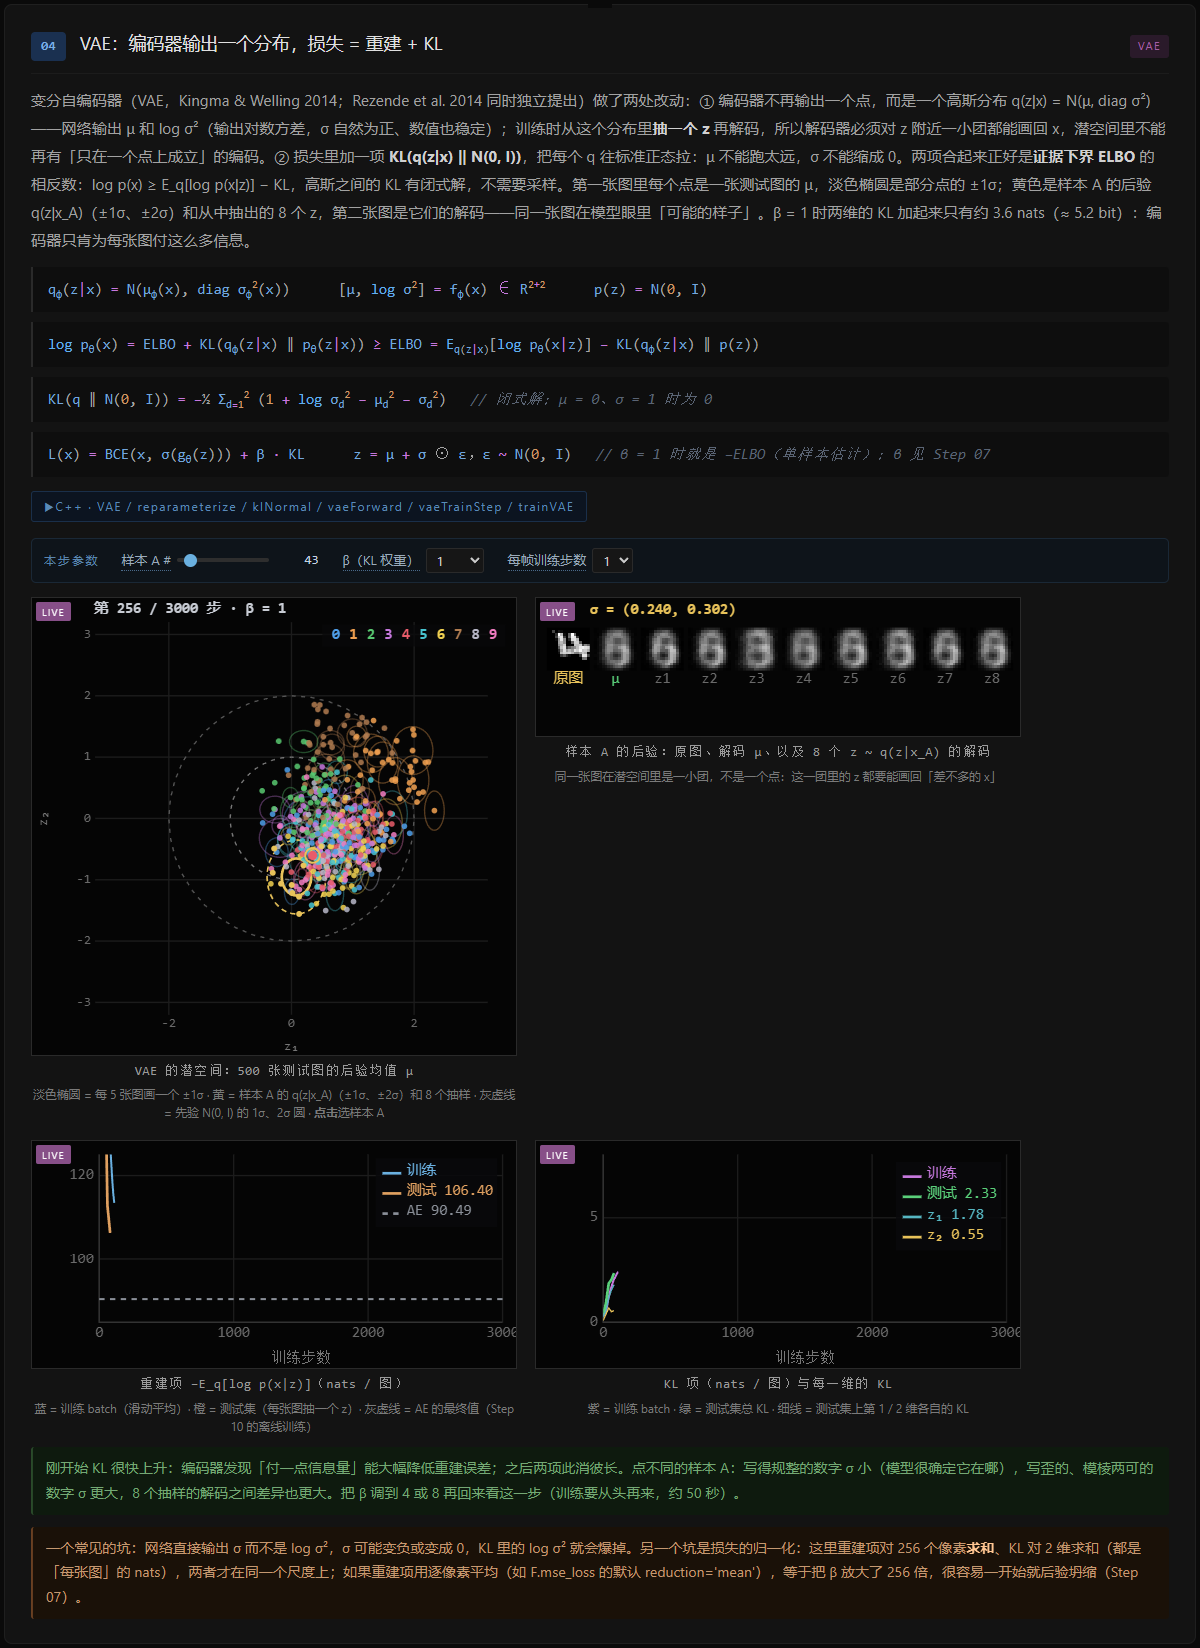 04 VAE：编码器输出一个分布，损失 = 重建 + KL VAE
变分自编码器（VAE，Kingma & Welling 2014；Rezende et al. 2014 同时独立提出）做了两处改动：① 编码器不再输出一个点，而是一个高斯分布 q(z|x) = N(μ, diag σ²)
——网络输出 μ 和 log σ²（输出对数方差，σ 自然为正、数值也稳定）；训练时从这个分布里抽一个 z 再解码，所以解码器必须对 z 附近一小团都能画回 x，潜空间里不能
再有「只在一个点上成立」的编码。② 损失里加一项 KL(q(z|x) || N(0, I))，把每个 q 往标准正态拉：μ 不能跑太远，σ 不能缩成 0。两项合起来正好是证据下界 ELBO 的
相反数：log p(x) ≥ E_q[log p(x|z)] − KL，高斯之间的 KL 有闭式解，不需要采样。第一张图里每个点是一张测试图的 μ，淡色椭圆是部分点的 ±1σ；黄色是样本 A 的后验
q(z|x_A)（±1σ、±2σ）和从中抽出的 8 个 z，第二张图是它们的解码——同一张图在模型眼里「可能的样子」。β = 1 时两维的 KL 加起来只有约 3.6 nats（≈ 5.2 bit）：编
码器只肯为每张图付这么多信息。
qφ(z|x) = N(μφ(x), diag σφ²(x)) [μ, log σ²] = fφ(x) ∈ R²⁺² p(z) = N(0, I)
log pθ(x) = ELBO + KL(qφ(z|x) ‖ pθ(z|x)) ≥ ELBO = E_q(z|x)[log pθ(x|z)] − KL(qφ(z|x) ‖ p(z))
KL(q ‖ N(0, I)) = −½ Σ_d=1² (1 + log σd² − μd² − σd²) // 闭式解；μ = 0、σ = 1 时为 0
L(x) = BCE(x, σ(gθ(z))) + β · KL z = μ + σ ⊙ ε，ε ~ N(0, I) // β = 1 时就是 −ELBO（单样本估计）；β 见 Step 07
▶C++ · VAE / reparameterize / klNormal / vaeForward / vaeTrainStep / trainVAE
本步参数 样本 A # 43 β（KL 权重） 1 每帧训练步数 1
LIVE 第 256 / 3000 步 · β = 1
0 1 2 3 4 5 6 7 8 9
3
2
1
0
-1
-2
-3
z₂
-2 0 2
z₁
VAE 的潜空间：500 张测试图的后验均值 μ
淡色椭圆 = 每 5 张图画一个 ±1σ · 黄 = 样本 A 的 q(z|x_A)（±1σ、±2σ）和 8 个抽样 · 灰虚线
= 先验 N(0, I) 的 1σ、2σ 圆 · 点击选样本 A
LIVE σ = (0.240, 0.302)
原图 μ z1 z2 z3 z4 z5 z6 z7 z8
样本 A 的后验：原图、解码 μ、以及 8 个 z ~ q(z|x_A) 的解码
同一张图在潜空间里是一小团，不是一个点：这一团里的 z 都要能画回「差不多的 x」
LIVE
120
100
训练
测试 106.40
AE 90.49
0 1000 2000 3000
训练步数
重建项 −E_q[log p(x|z)]（nats / 图）
蓝 = 训练 batch（滑动平均）· 橙 = 测试集（每张图抽一个 z）· 灰虚线 = AE 的最终值（Step
10 的离线训练）
LIVE
5
0
训练
测试 2.33
z₁ 1.78
z₂ 0.55
0 1000 2000 3000
训练步数
KL 项（nats / 图）与每一维的 KL
紫 = 训练 batch · 绿 = 测试集总 KL · 细线 = 测试集上第 1 / 2 维各自的 KL
刚开始 KL 很快上升：编码器发现「付一点信息量」能大幅降低重建误差；之后两项此消彼长。点不同的样本 A：写得规整的数字 σ 小（模型很确定它在哪），写歪的、模棱两可的
数字 σ 更大，8 个抽样的解码之间差异也更大。把 β 调到 4 或 8 再回来看这一步（训练要从头再来，约 50 秒）。
一个常见的坑：网络直接输出 σ 而不是 log σ²，σ 可能变负或变成 0，KL 里的 log σ² 就会爆掉。另一个坑是损失的归一化：这里重建项对 256 个像素求和、KL 对 2 维求和（都是
「每张图」的 nats），两者才在同一个尺度上；如果重建项用逐像素平均（如 F.mse_loss 的默认 reduction='mean'），等于把 β 放大了 256 倍，很容易一开始就后验坍缩（Step
07）。